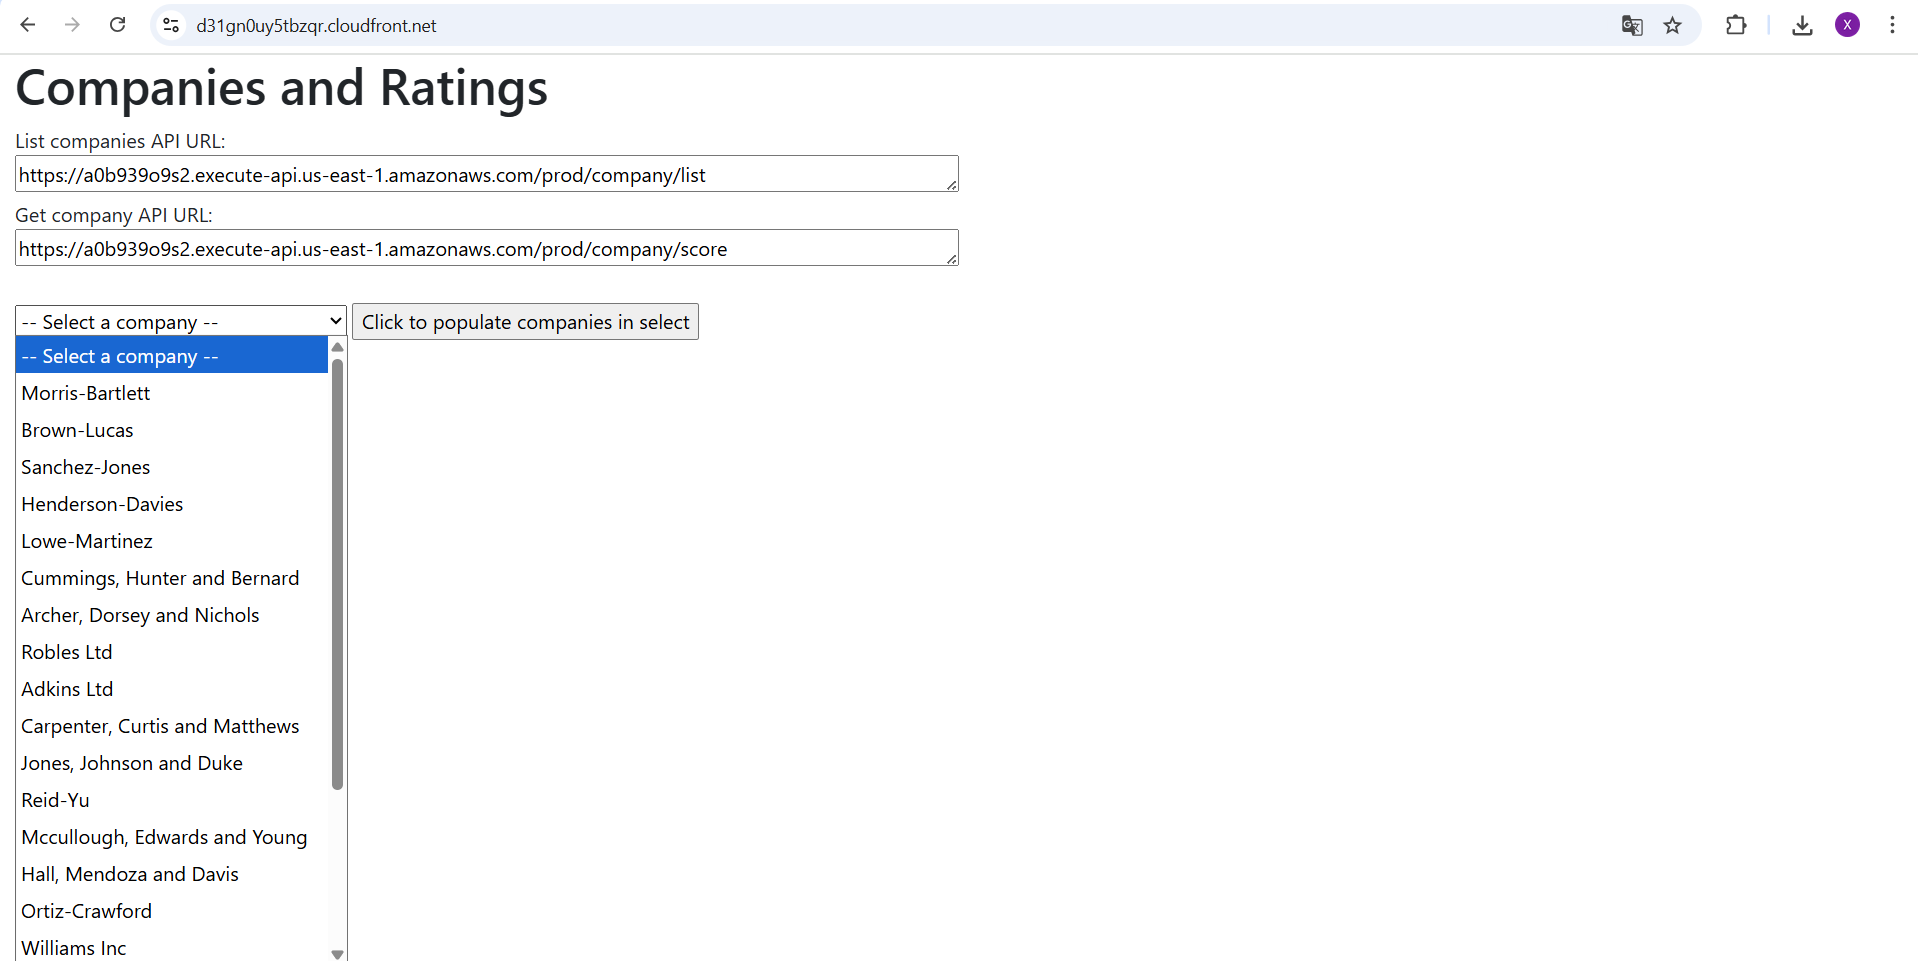 d31gn0uy5tbzqr.cloudfront.net
X
Companies and Ratings
List companies API URL:
https://a0b939o9s2.execute-api.us-east-1.amazonaws.com/prod/company/list
Get company API URL:
https://a0b939o9s2.execute-api.us-east-1.amazonaws.com/prod/company/score
-- Select a company -- Click to populate companies in select
-- Select a company --
Morris-Bartlett
Brown-Lucas
Sanchez-Jones
Henderson-Davies
Lowe-Martinez
Cummings, Hunter and Bernard
Archer, Dorsey and Nichols
Robles Ltd
Adkins Ltd
Carpenter, Curtis and Matthews
Jones, Johnson and Duke
Reid-Yu
Mccullough, Edwards and Young
Hall, Mendoza and Davis
Ortiz-Crawford
Williams Inc